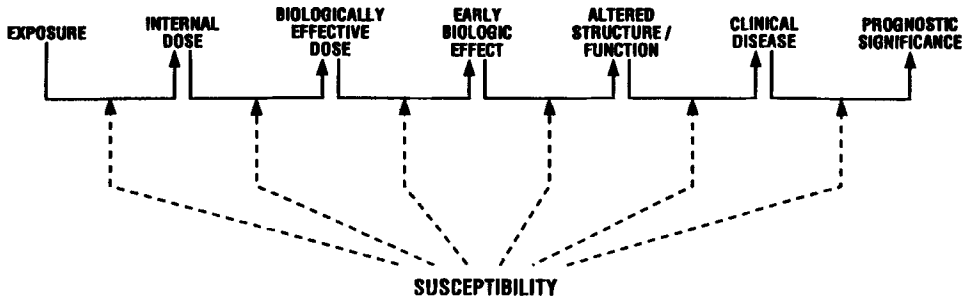 EXPOSURE
INTERNAL
DOSE
BIOLOGICALLY
EFFECTIVE
DOSE
EARLY
BIOLOGIC
EFFECT
ALTERED
STRUCTURE /
FUNCTION
CLINICAL
DISEASE
PROGNOSTIC
SIGNIFICANCE
SUSCEPTIBILITY